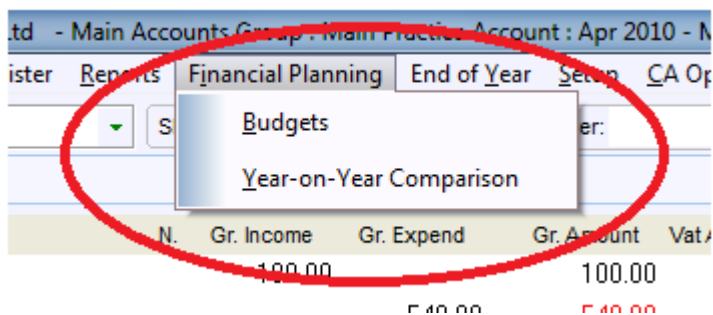 Ltd - Main Accounts Group : Main Practice Account : Apr 2010 - M
ister Reports Financial Planning End of Year Setup CA Op
S er:
Budgets
Year-on-Year Comparison
N. Gr. Income Gr. Expend Gr. Amount Vat A
100.00 100.00
540.00 540.00